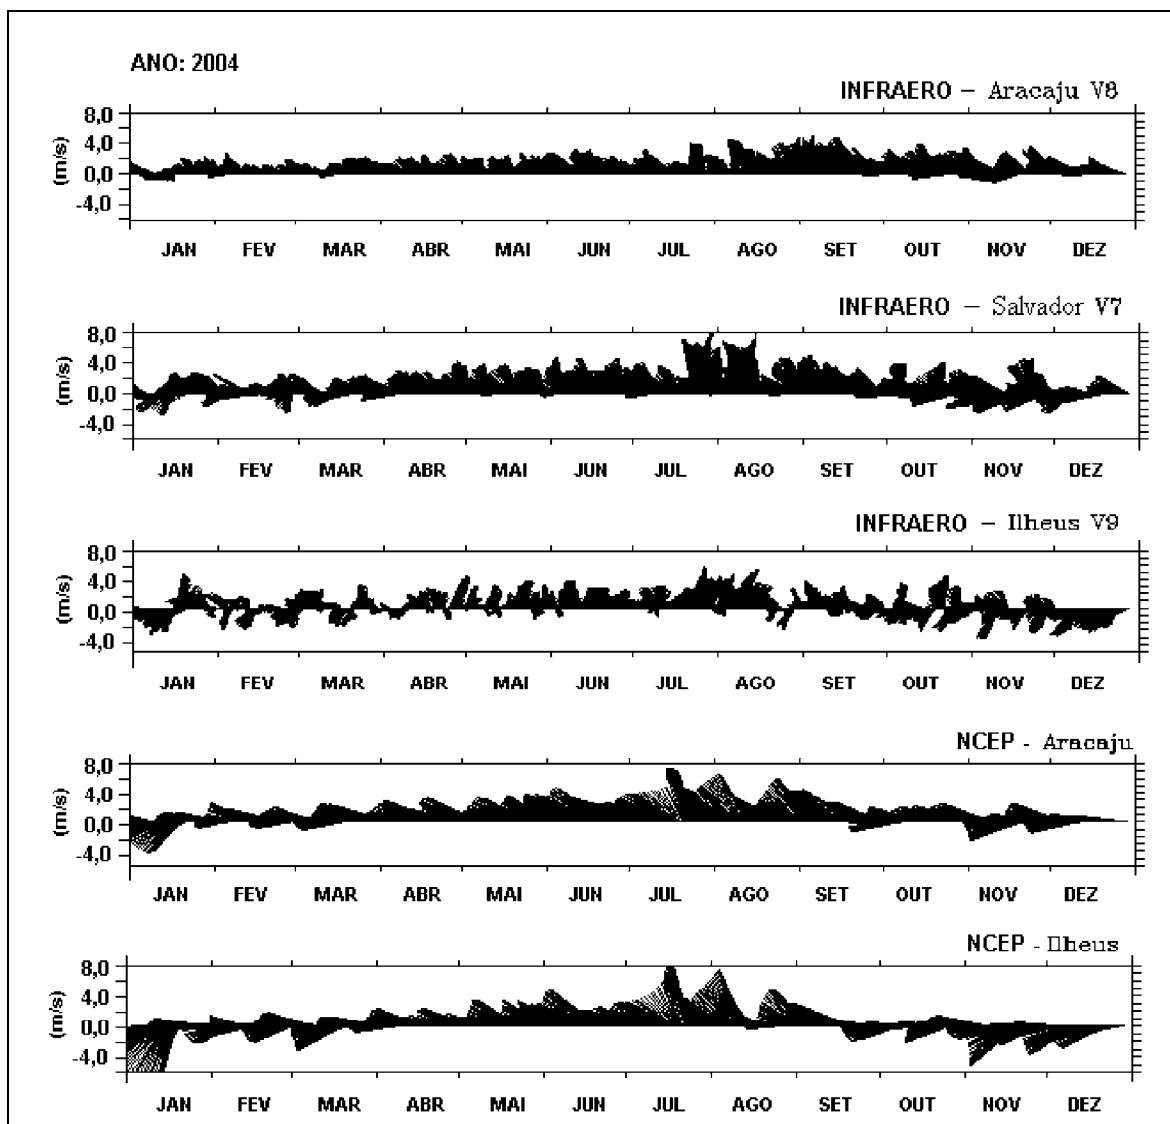 ANO: 2004
INFRAERO – Aracaju V8
8,0
4,0
0,0
-4,0
(m/s)
JAN FEV MAR ABR MAI JUN JUL AGO SET OUT NOV DEZ
INFRAERO – Salvador V7
8,0
4,0
0,0
-4,0
(m/s)
JAN FEV MAR ABR MAI JUN JUL AGO SET OUT NOV DEZ
INFRAERO – Ilheus V9
8,0
4,0
0,0
-4,0
(m/s)
JAN FEV MAR ABR MAI JUN JUL AGO SET OUT NOV DEZ
NCEP - Aracaju
8,0
4,0
0,0
-4,0
(m/s)
JAN FEV MAR ABR MAI JUN JUL AGO SET OUT NOV DEZ
NCEP - Ilheus
8,0
4,0
0,0
-4,0
(m/s)
JAN FEV MAR ABR MAI JUN JUL AGO SET OUT NOV DEZ